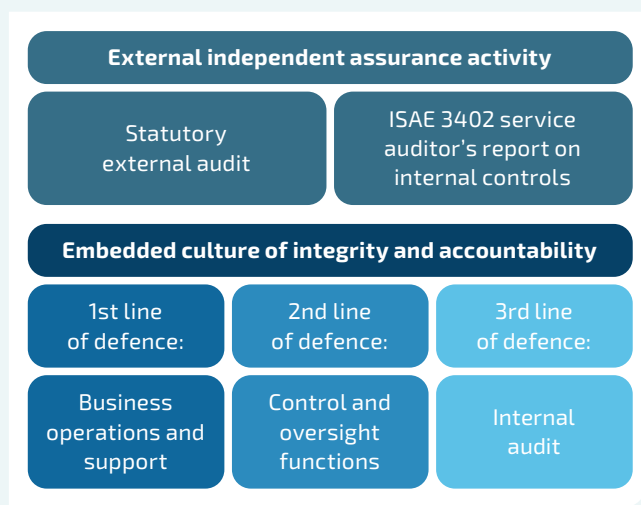 External independent assurance activity
Statutory
external audit
ISAE 3402 service
auditor's report on
internal controls
Embedded culture of integrity and accountability
1st line
of defence:
2nd line
of defence:
3rd line
of defence:
Business
operations and
support
Control and
oversight
functions
Internal
audit